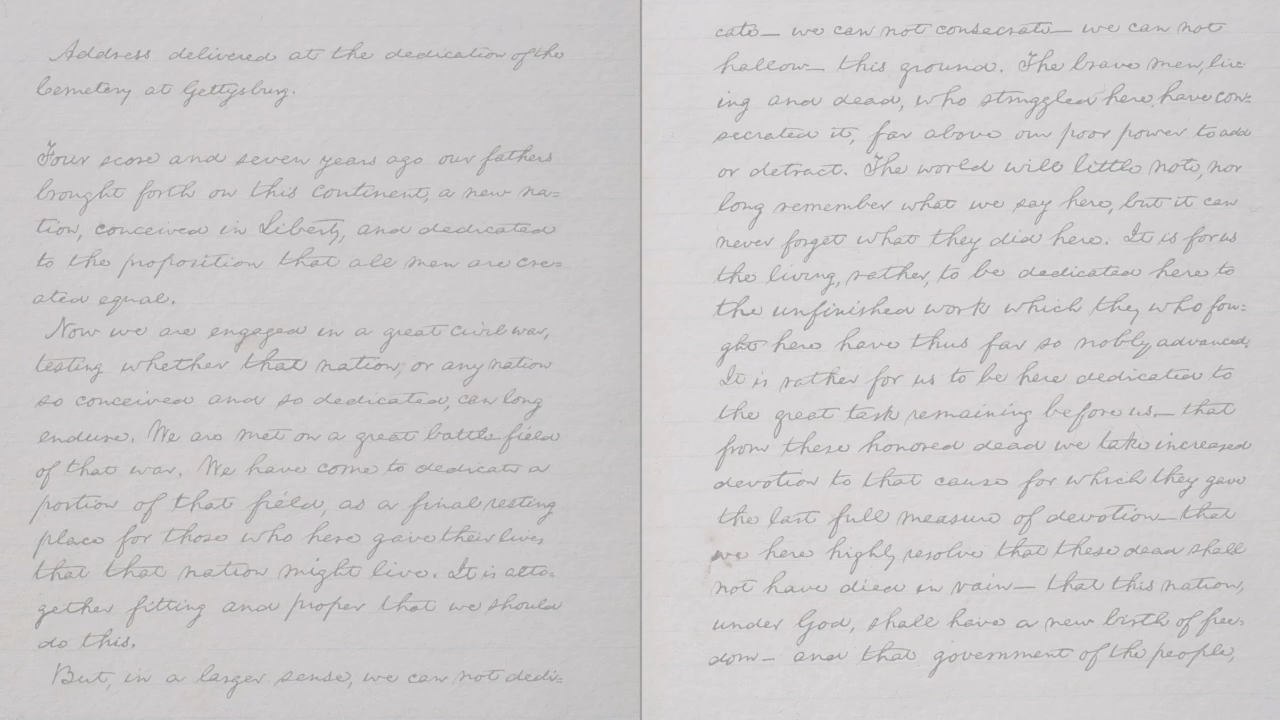 Address delivered at the dedication of the
Cemetery at Gettysburg.
Four score and seven years ago our fathers
brought forth on this continent, a new na=
tion, conceived in Liberty, and dedicated
to the proposition that all men are cre=
ated equal.
Now we are engaged in a great civil war,
testing whether that nation, or any nation
so conceived and so dedicated, can long
endure. We are met on a great battle-field
of that war. We have come to dedicate a
portion of that field, as a final resting
place for those who here gave their lives
that that nation might live. It is alto-
gether fitting and proper that we should
do this.
But, in a larger sense, we can not dedi=
cate— we can not consecrate— we can not
hallow— this ground. The brave men, liv-
ing and dead, who struggled here, have con=
secrated it, far above our poor power to add
or detract. The world will little note, nor
long remember what we say here, but it can
never forget what they did here. It is for us
the living, rather, to be dedicated here to
the unfinished work which they who fou=
ght here have thus far so nobly advanced.
It is rather for us to be here dedicated to
the great task remaining before us— that
from these honored dead we take increased
devotion to that cause for which they gave
the last full measure of devotion— that
we here highly resolve that these dead shall
not have died in vain— that this nation,
under God, shall have a new birth of free-
dom— and that government of the people,